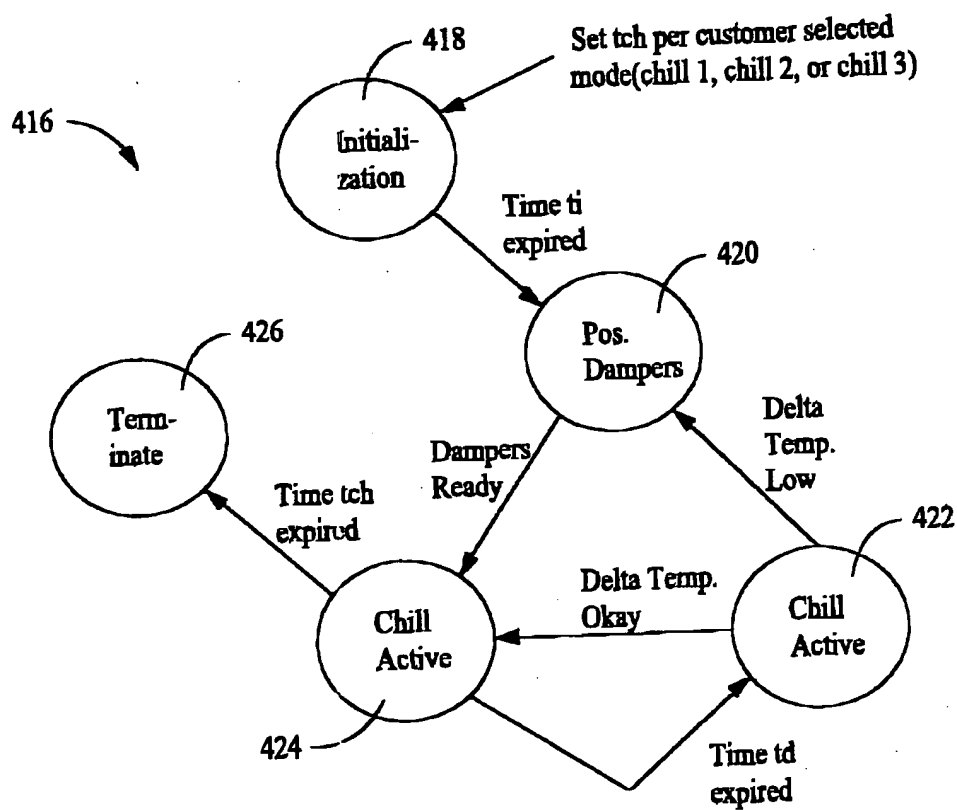 418
Set tch per customer selected
mode(chill 1, chill 2, or chill 3)
416
Initiali-
zation
Time ti
expired
420
426
Pos.
Dampers
Term-
inate
Delta
Temp.
Low
Dampers
Ready
Time tch
expired
422
Delta Temp.
Okay
Chill
Active
Chill
Active
424
Time td
expired